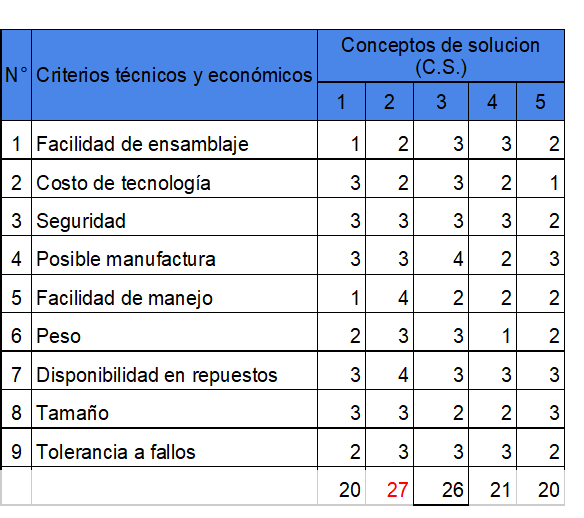 N° Criterios técnicos y económicos Conceptos de solucion
(C.S.)
1 2 3 4 5
1 Facilidad de ensamblaje 1 2 3 3 2
2 Costo de tecnología 3 2 3 2 1
3 Seguridad 3 3 3 3 2
4 Posible manufactura 3 3 4 2 3
5 Facilidad de manejo 1 4 2 2 2
6 Peso 2 3 3 1 2
7 Disponibilidad en repuestos 3 4 3 3 3
8 Tamaño 3 3 2 2 3
9 Tolerancia a fallos 2 3 3 3 2
20 27 26 21 20